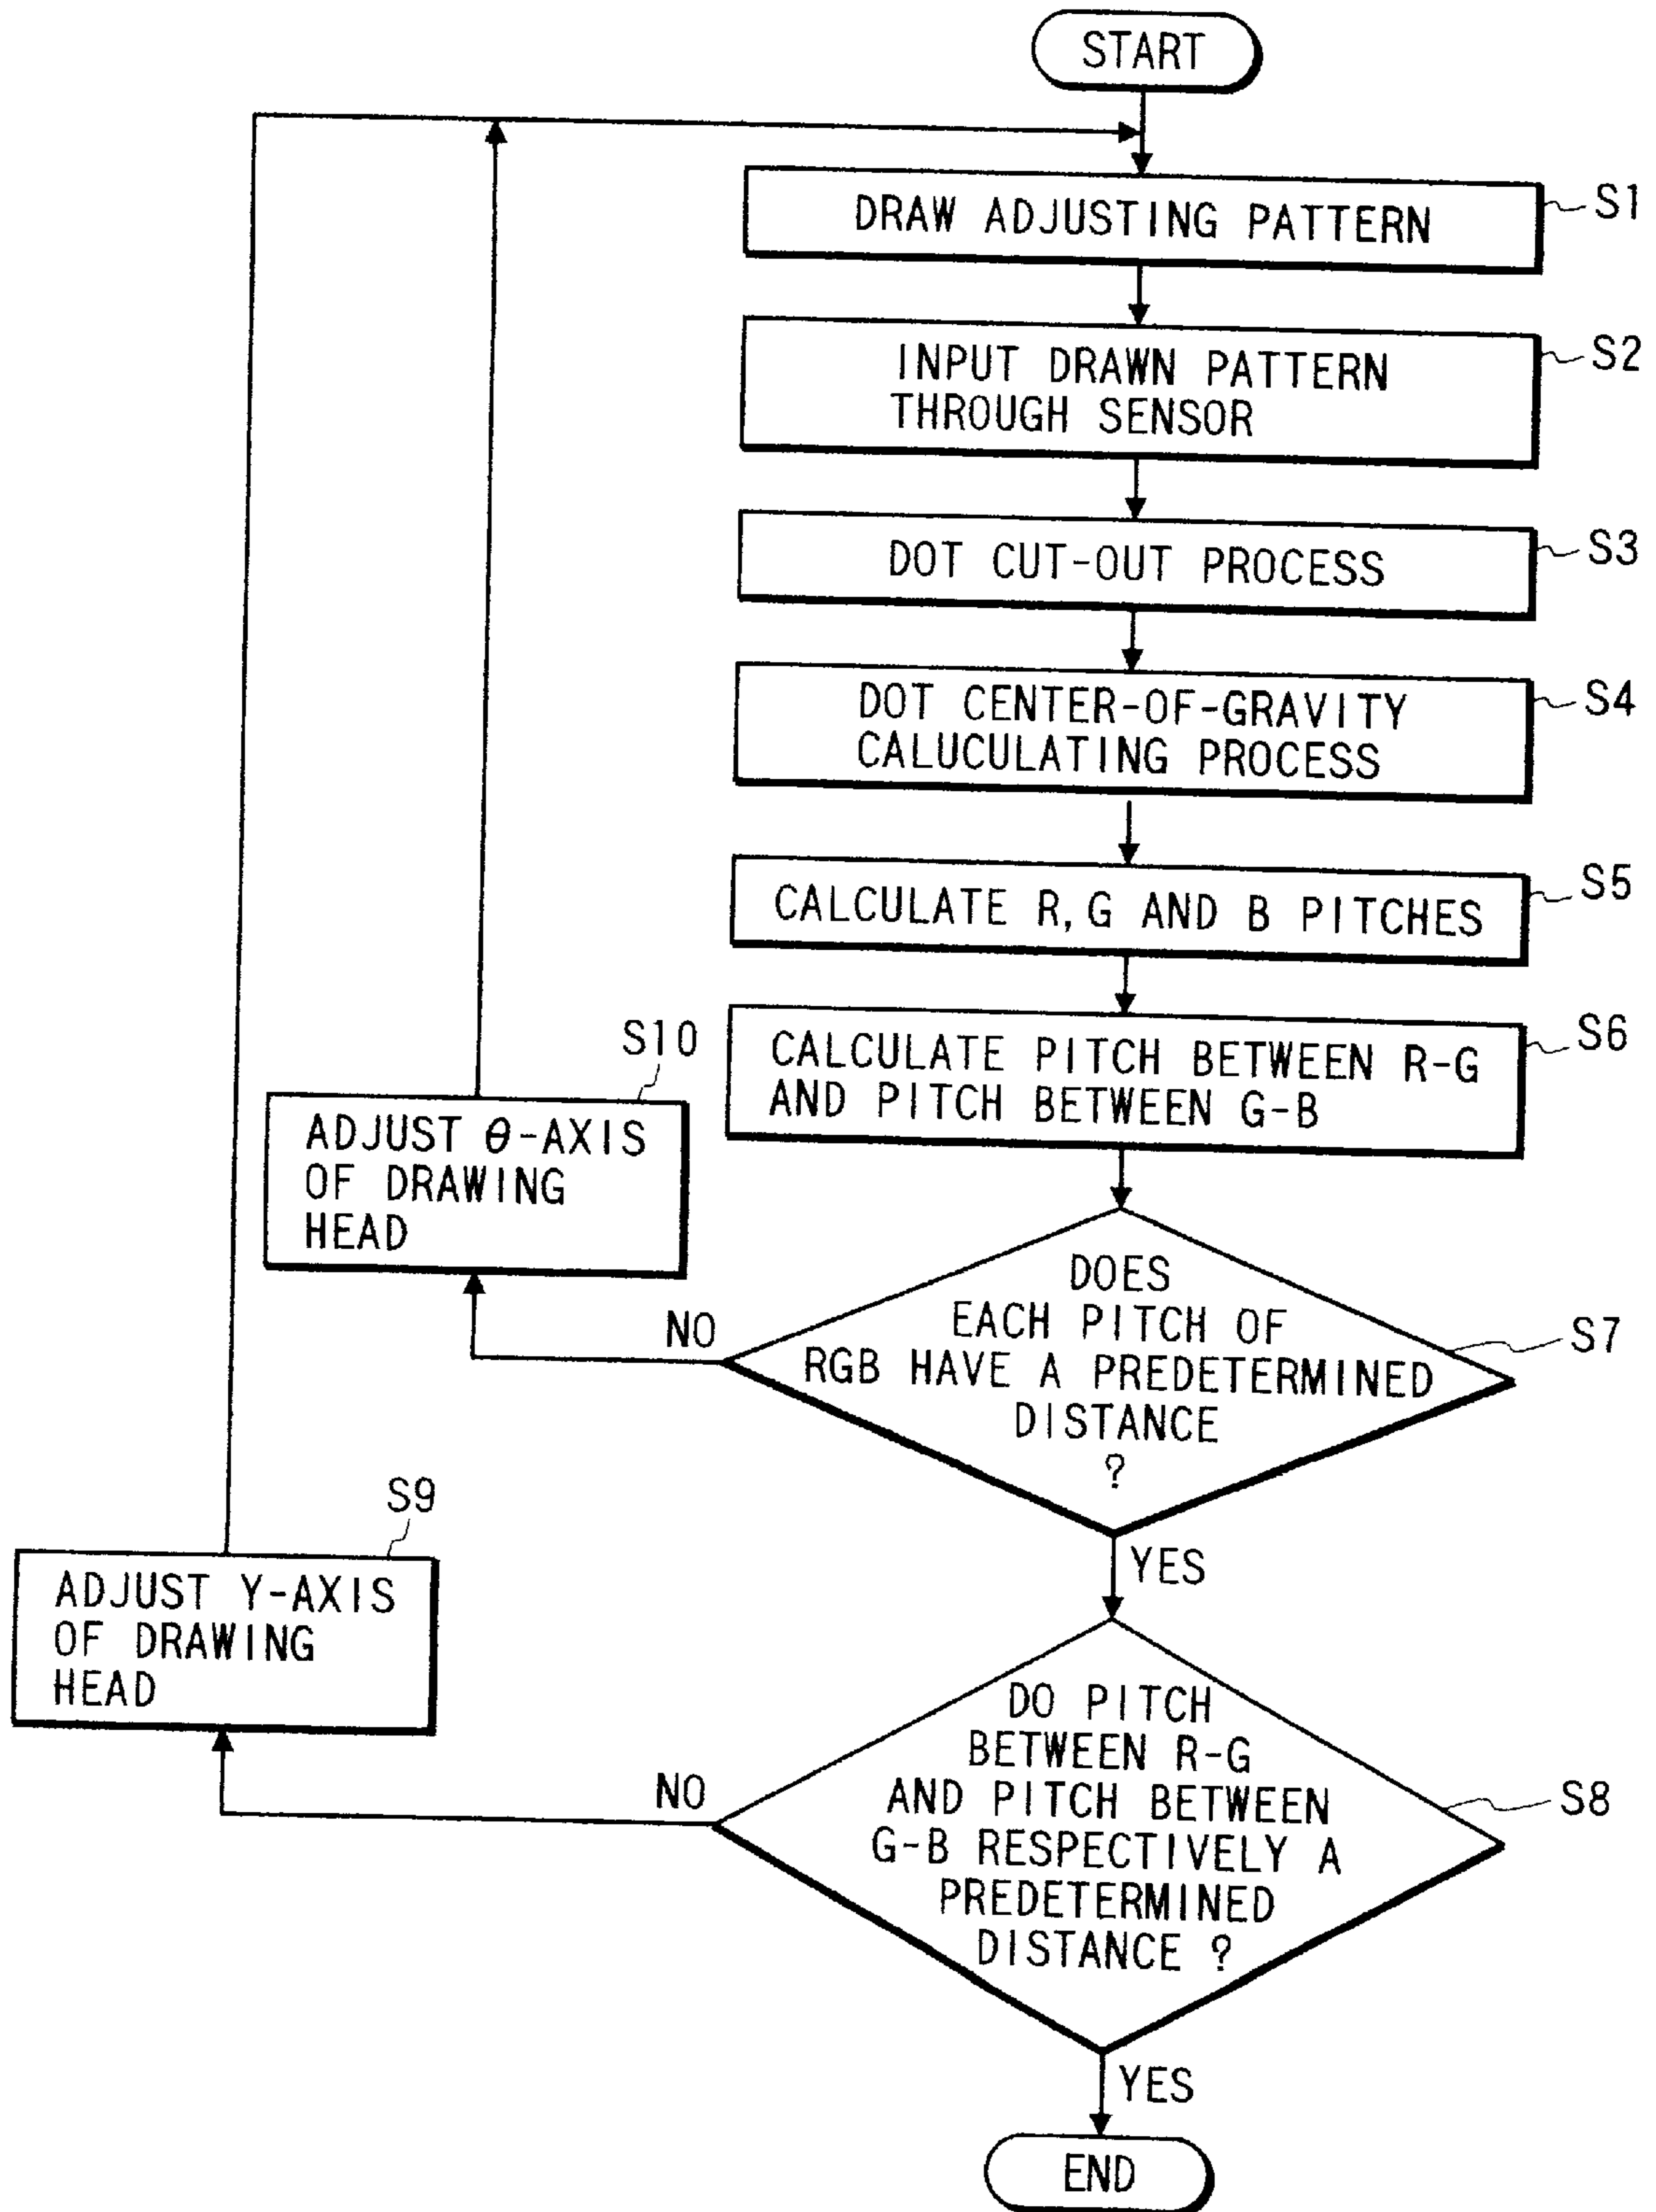 START
DRAW ADJUSTING PATTERN
S1
INPUT DRAWN PATTERN
THROUGH SENSOR
S2
DOT CUT-OUT PROCESS
S3
DOT CENTER-OF-GRAVITY
CALUCULATING PROCESS
S4
CALCULATE R, G AND B PITCHES
S5
CALCULATE PITCH BETWEEN R-G
AND PITCH BETWEEN G-B
S6
S10
ADJUST θ-AXIS
OF DRAWING
HEAD
NO
DOES
EACH PITCH OF
RGB HAVE A PREDETERMINED
DISTANCE
?
S7
YES
S9
ADJUST Y-AXIS
OF DRAWING
HEAD
NO
DO PITCH
BETWEEN R-G
AND PITCH BETWEEN
G-B RESPECTIVELY A
PREDETERMINED
DISTANCE ?
S8
YES
END